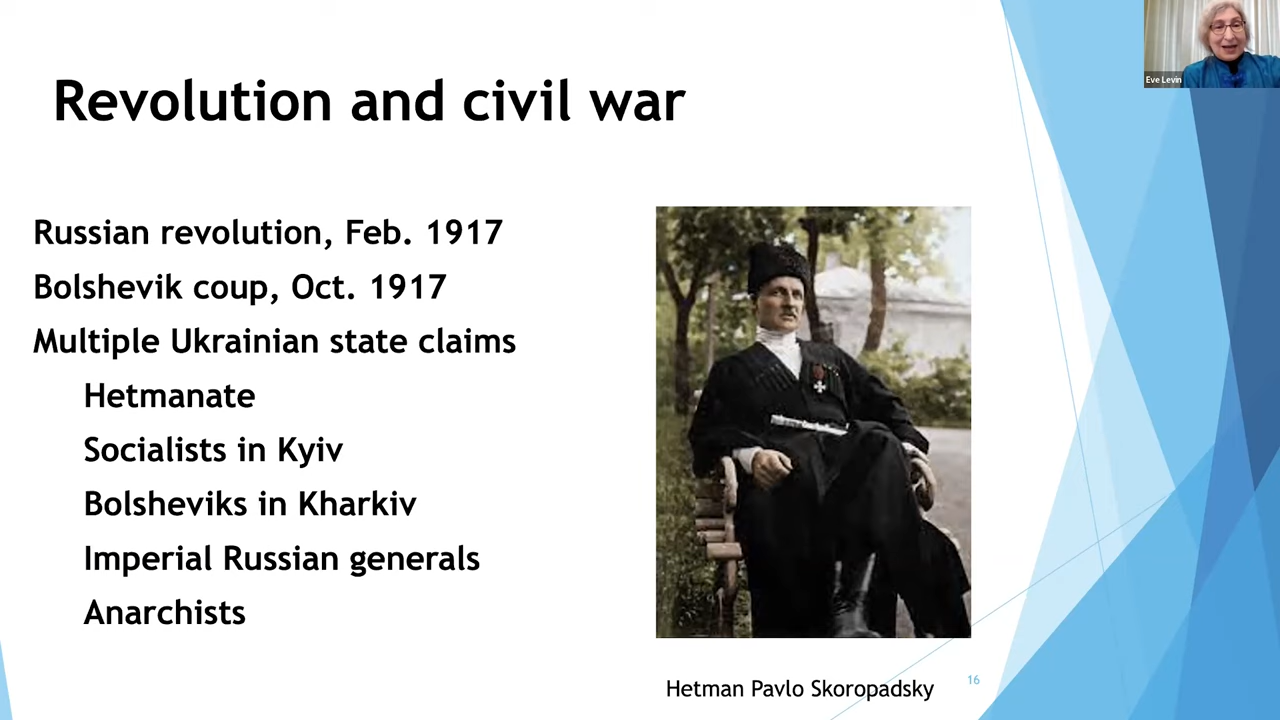 Eve Levin
Revolution and civil war
Russian revolution, Feb. 1917
Bolshevik coup, Oct. 1917
Multiple Ukrainian state claims
Hetmanate
Socialists in Kyiv
Bolsheviks in Kharkiv
Imperial Russian generals
Anarchists
Hetman Pavlo Skoropadsky
16